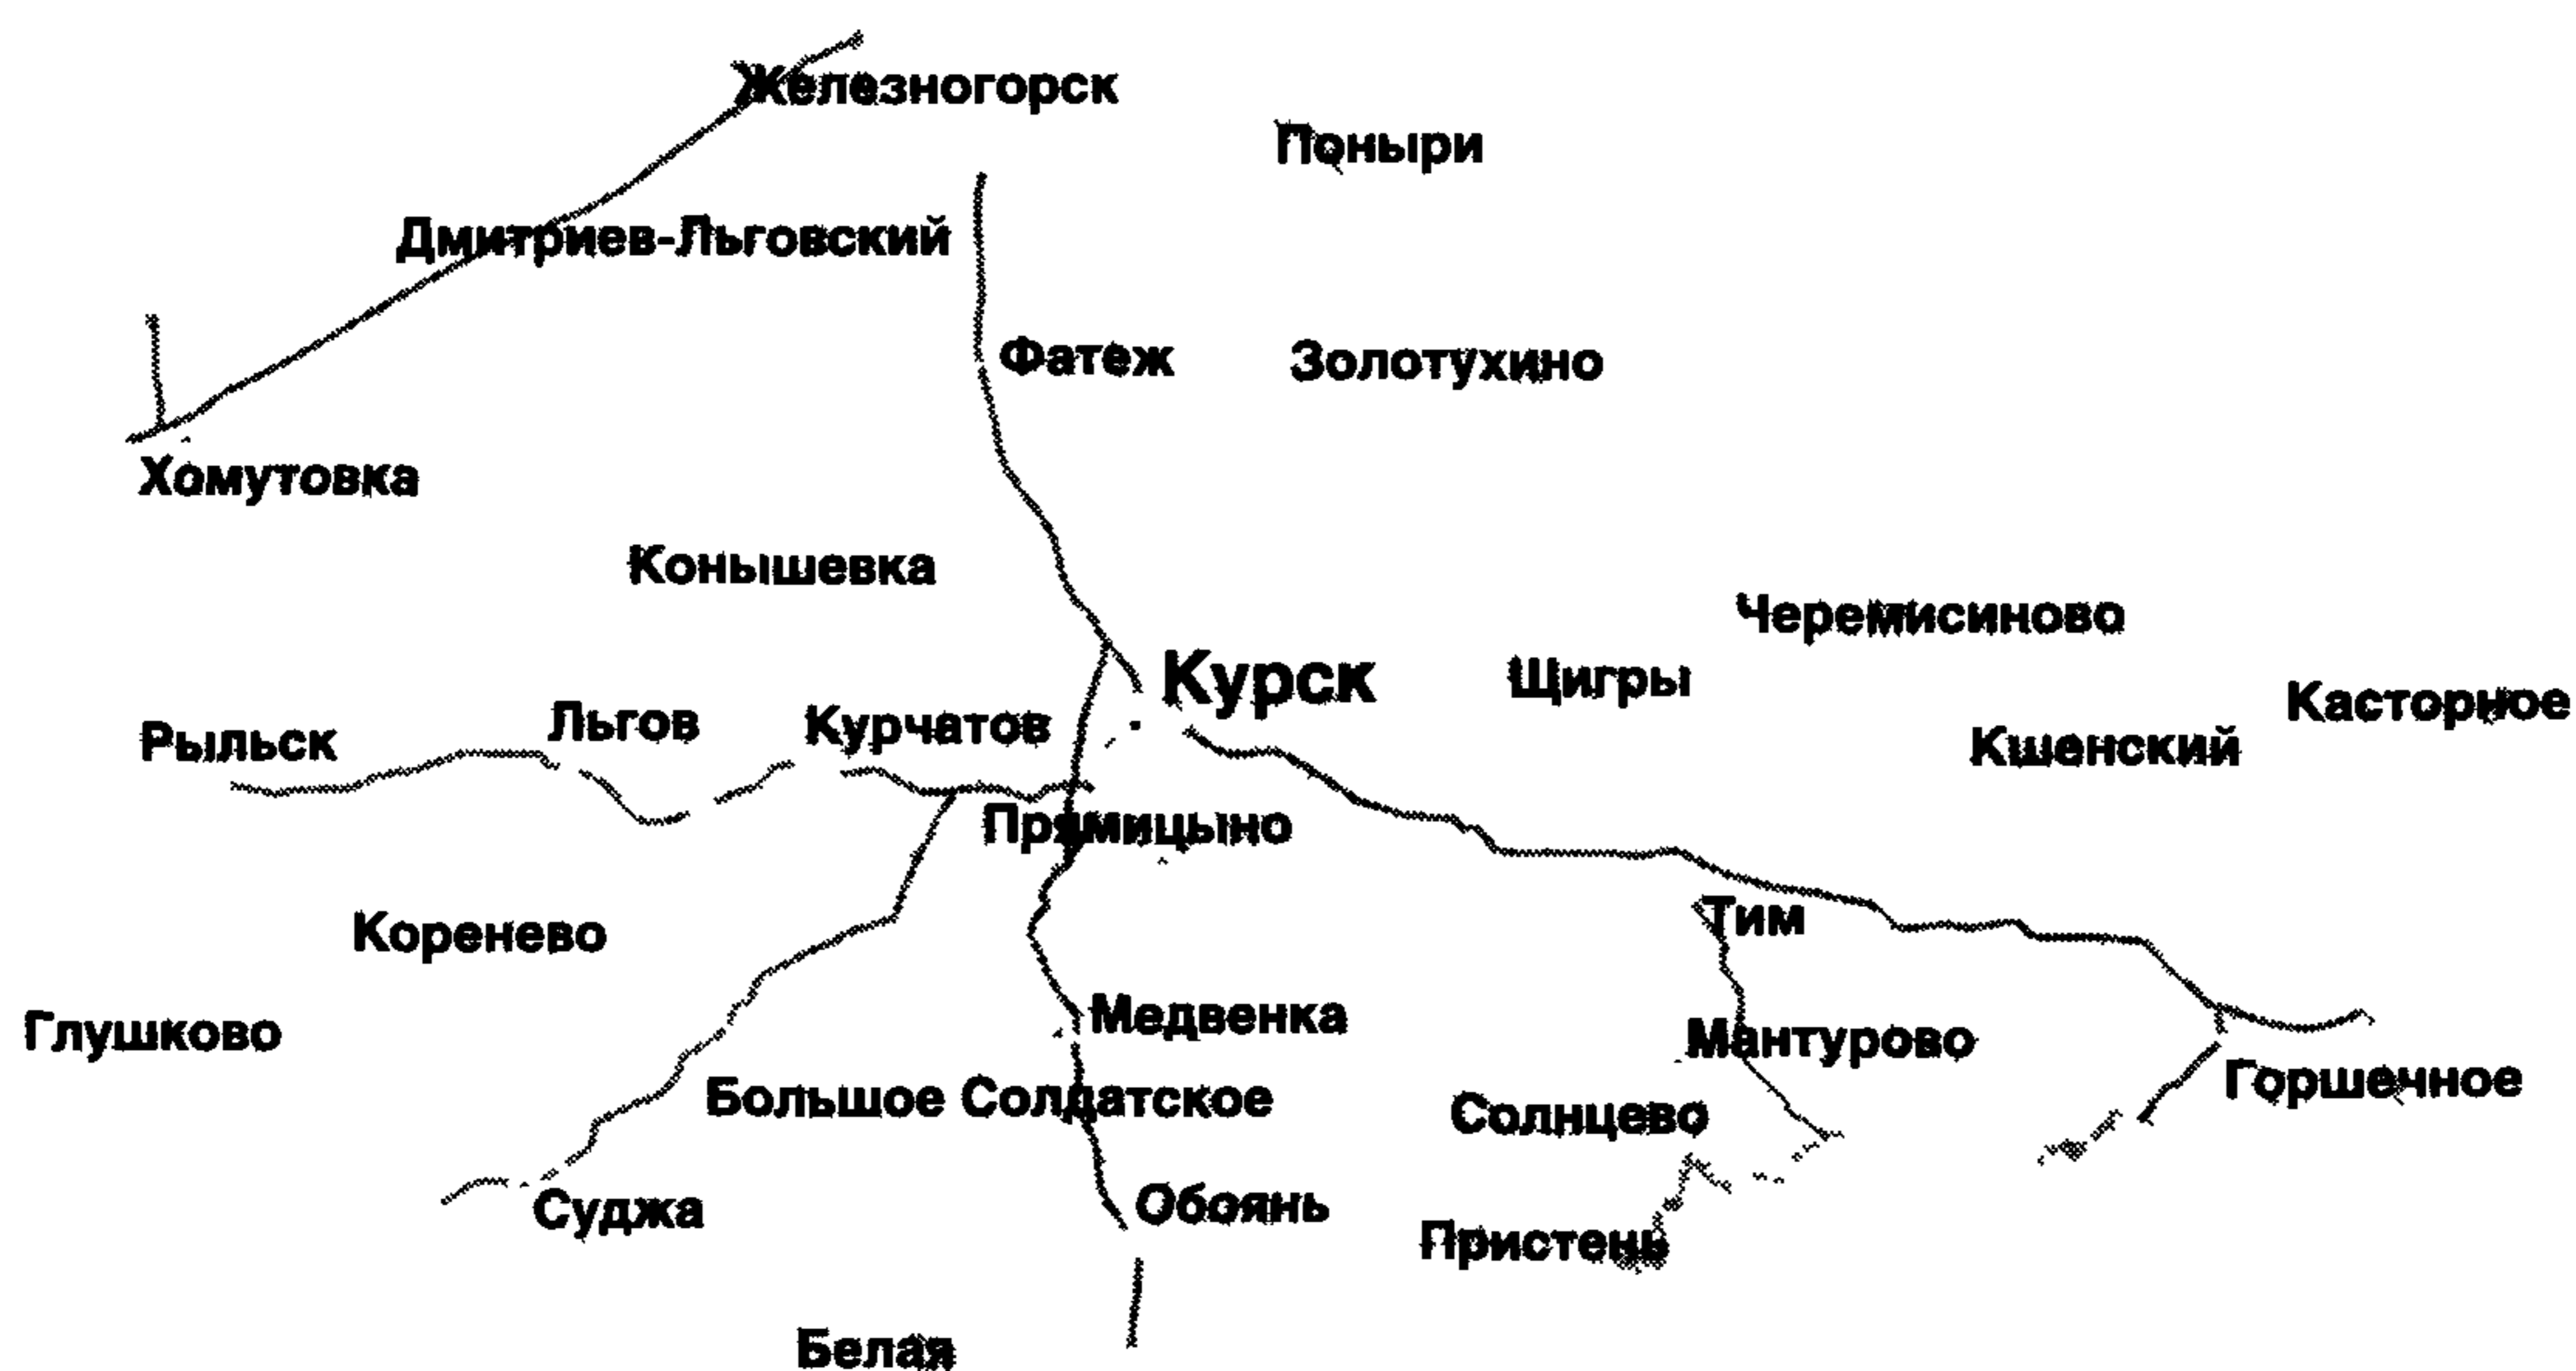 Железногорск
Поныри
Дмитриев-Льговский
Фатеж
Золотухино
Хомутовка
Конышевка
Черемисиново
Курск
Щигры
Касторное
Рыльск
Льгов
Курчатов
Кшенский
Прямицыно
Тим
Коренево
Медвенка
Глушково
Мантурово
Горшечное
Большое Солдатское
Солнцево
Суджа
Обоянь
Пристень
Белая